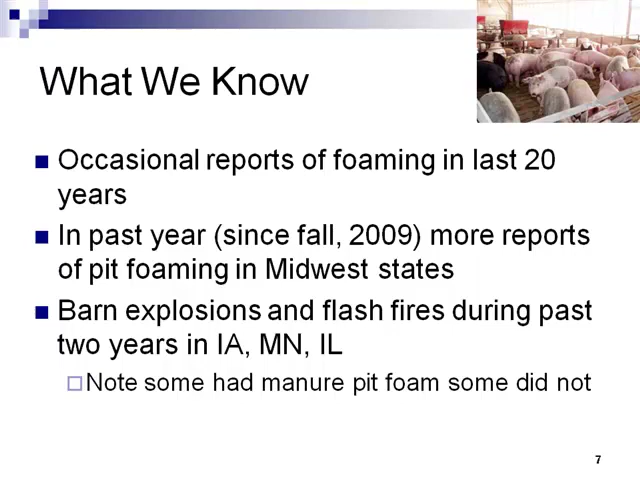 What We Know
Occasional reports of foaming in last 20
years
In past year (since fall, 2009) more reports
of pit foaming in Midwest states
Barn explosions and flash fires during past
two years in IA, MN, IL
Note some had manure pit foam some did not
7